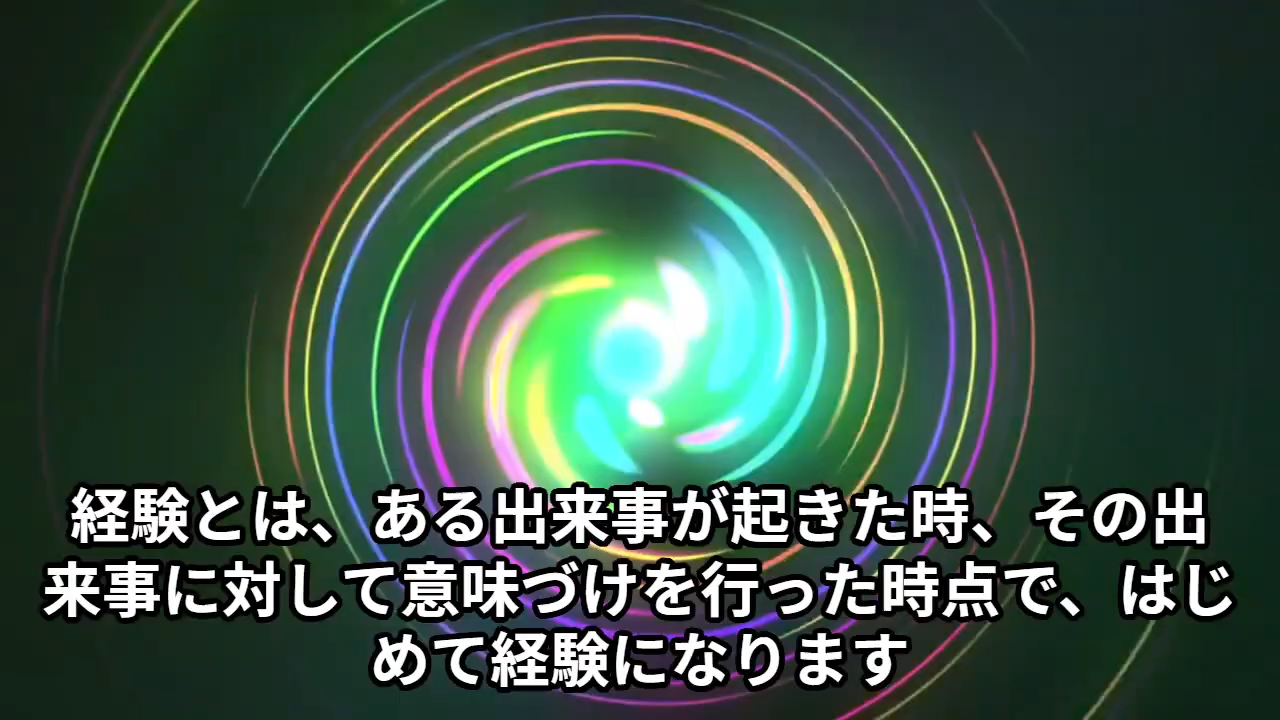 経験とは、ある出来事が起きた時、その出
来事に対して意味づけを行った時点で、はじ
めて経験になります